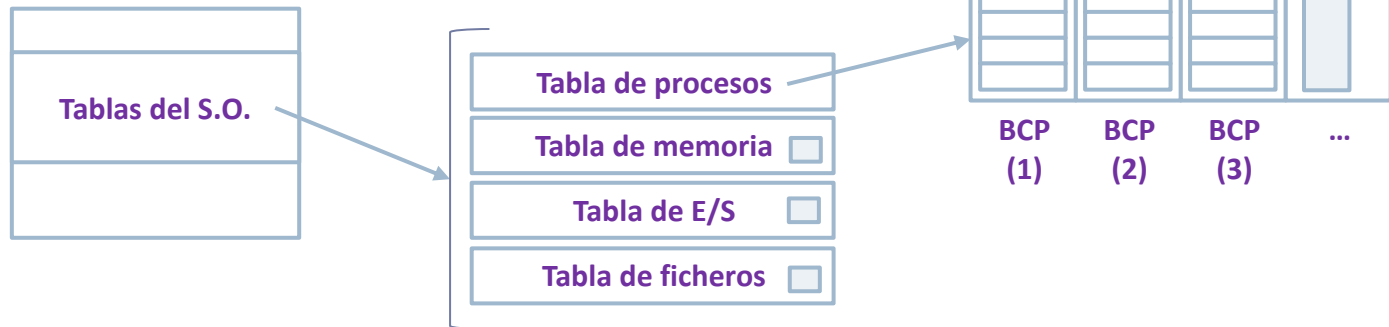 Tablas del S.O.
Tabla de procesos
Tabla de memoria
Tabla de E/S
Tabla de ficheros
BCP BCP BCP ...
(1) (2) (3)